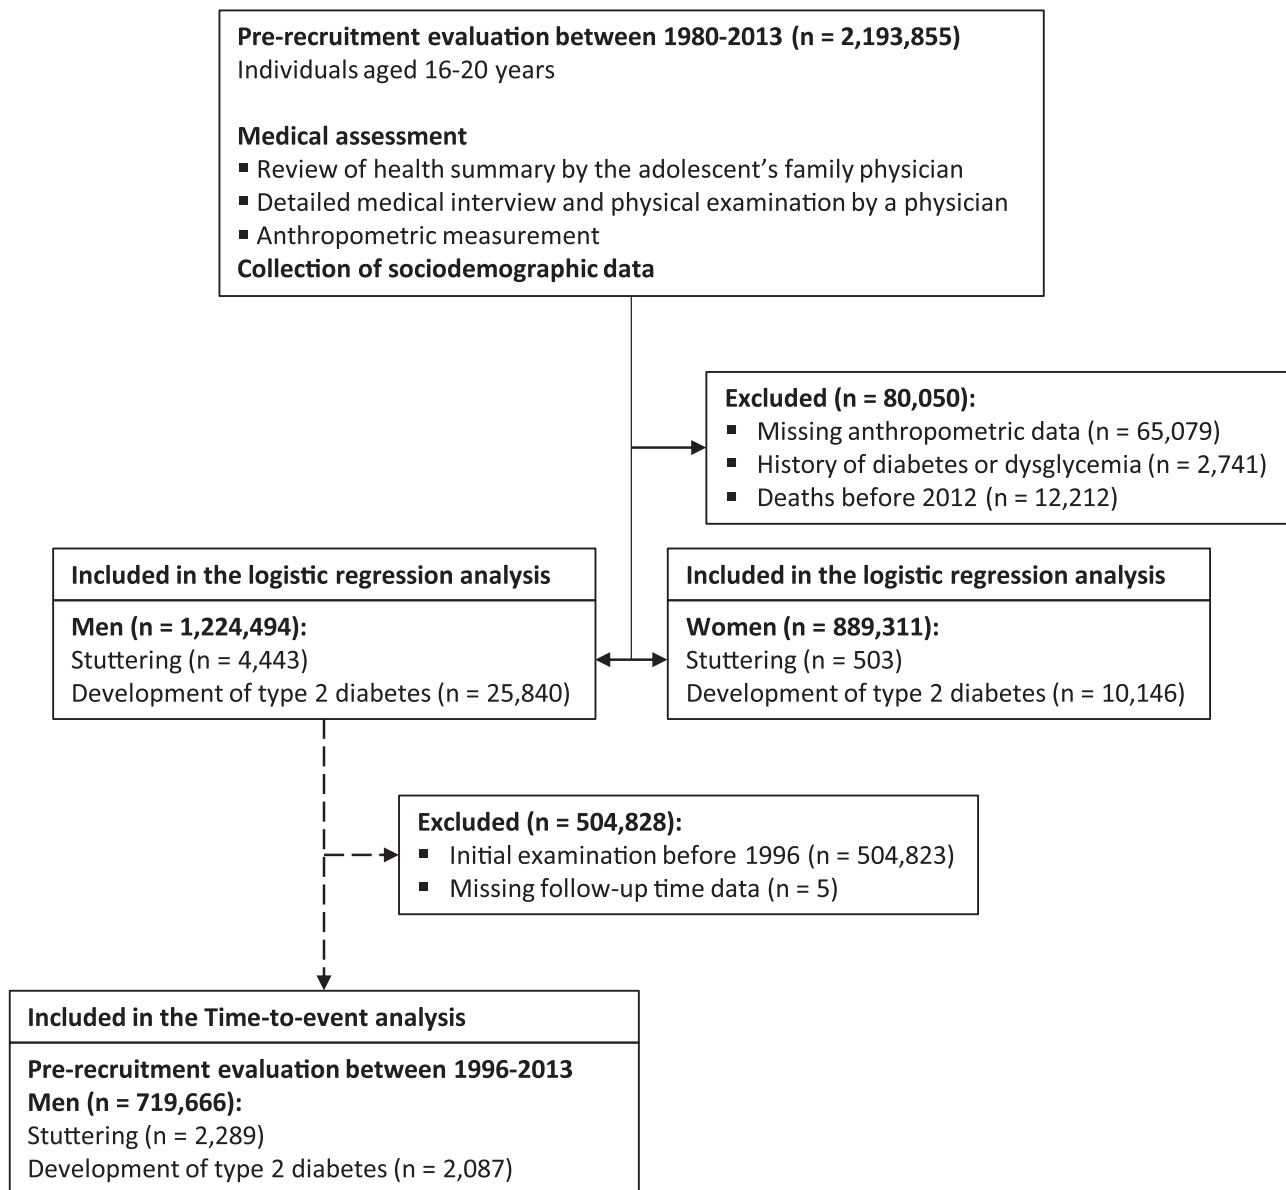 Pre-recruitment evaluation between 1980-2013 (n = 2,193,855)
Individuals aged 16-20 years
Medical assessment
▪ Review of health summary by the adolescent’s family physician
▪ Detailed medical interview and physical examination by a physician
▪ Anthropometric measurement
Collection of sociodemographic data
Excluded (n = 80,050):
▪ Missing anthropometric data (n = 65,079)
▪ History of diabetes or dysglycemia (n = 2,741)
▪ Deaths before 2012 (n = 12,212)
Included in the logistic regression analysis
Men (n = 1,224,494):
Stuttering (n = 4,443)
Development of type 2 diabetes (n = 25,840)
Included in the logistic regression analysis
Women (n = 889,311):
Stuttering (n = 503)
Development of type 2 diabetes (n = 10,146)
Excluded (n = 504,828):
▪ Initial examination before 1996 (n = 504,823)
▪ Missing follow-up time data (n = 5)
Included in the Time-to-event analysis
Pre-recruitment evaluation between 1996-2013
Men (n = 719,666):
Stuttering (n = 2,289)
Development of type 2 diabetes (n = 2,087)